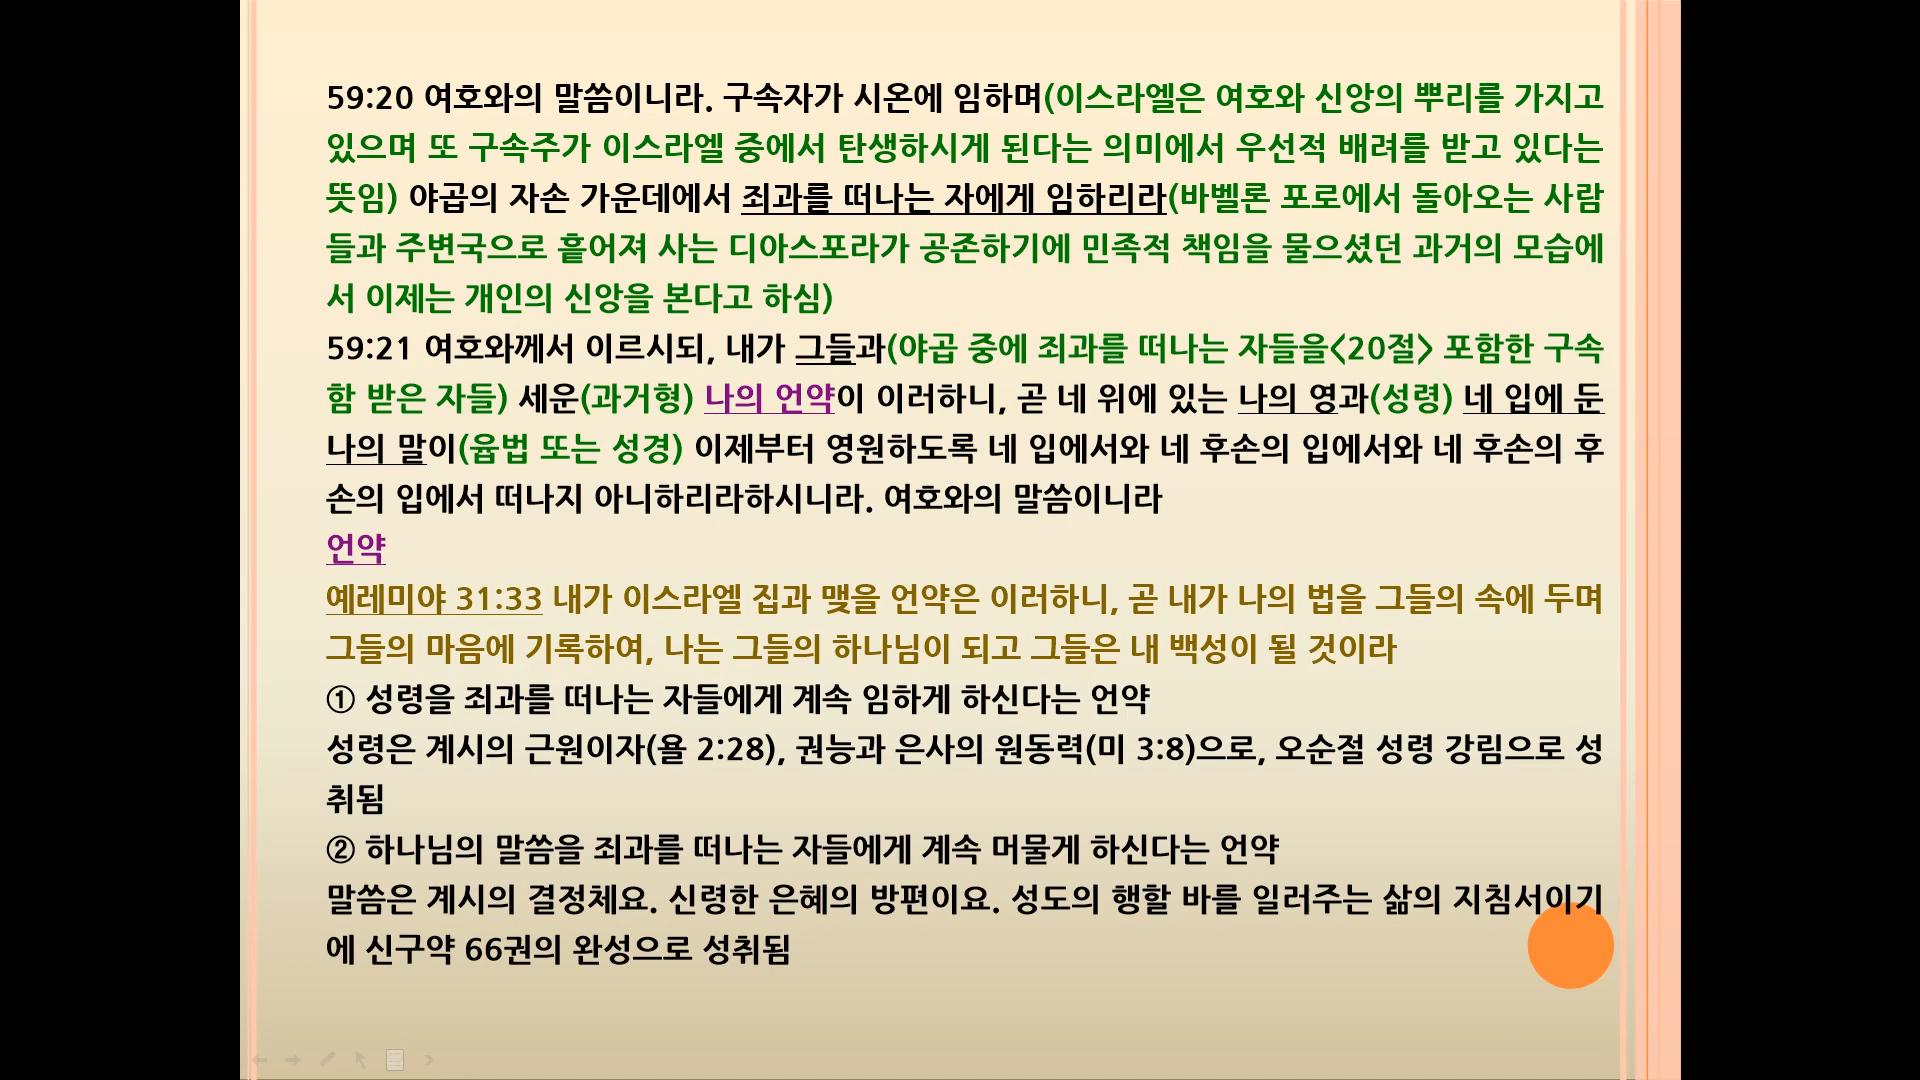 59:20 여호와의 말씀이니라. 구속자가 시온에 임하며(이스라엘은 여호와 신앙의 뿌리를 가지고
있으며 또 구속주가 이스라엘 중에서 탄생하시게 된다는 의미에서 우선적 배려를 받고 있다는
뜻임) 야곱의 자손 가운데에서 죄과를 떠나는 자에게 임하리라(바벨론 포로에서 돌아오는 사람
들과 주변국으로 흩어져 사는 디아스포라가 공존하기에 민족적 책임을 물으셨던 과거의 모습에
서 이제는 개인의 신앙을 본다고 하심)
59:21 여호와께서 이르시되, 내가 그들과(야곱 중에 죄과를 떠나는 자들을<20절> 포함한 구속
함 받은 자들) 세운(과거형) 나의 언약이 이러하니, 곧 네 위에 있는 나의 영과(성령) 네 입에 둔
나의 말이(율법 또는 성경) 이제부터 영원하도록 네 입에서와 네 후손의 입에서와 네 후손의 후
손의 입에서 떠나지 아니하리라하시니라. 여호와의 말씀이니라
언약
예레미야 31:33 내가 이스라엘 집과 맺을 언약은 이러하니, 곧 내가 나의 법을 그들의 속에 두며
그들의 마음에 기록하여, 나는 그들의 하나님이 되고 그들은 내 백성이 될 것이라
① 성령을 죄과를 떠나는 자들에게 계속 임하게 하신다는 언약
성령은 계시의 근원이자(욜 2:28), 권능과 은사의 원동력(미 3:8)으로, 오순절 성령 강림으로 성
취됨
② 하나님의 말씀을 죄과를 떠나는 자들에게 계속 머물게 하신다는 언약
말씀은 계시의 결정체요. 신령한 은혜의 방편이요. 성도의 행할 바를 일러주는 삶의 지침서이기
에 신구약 66권의 완성으로 성취됨